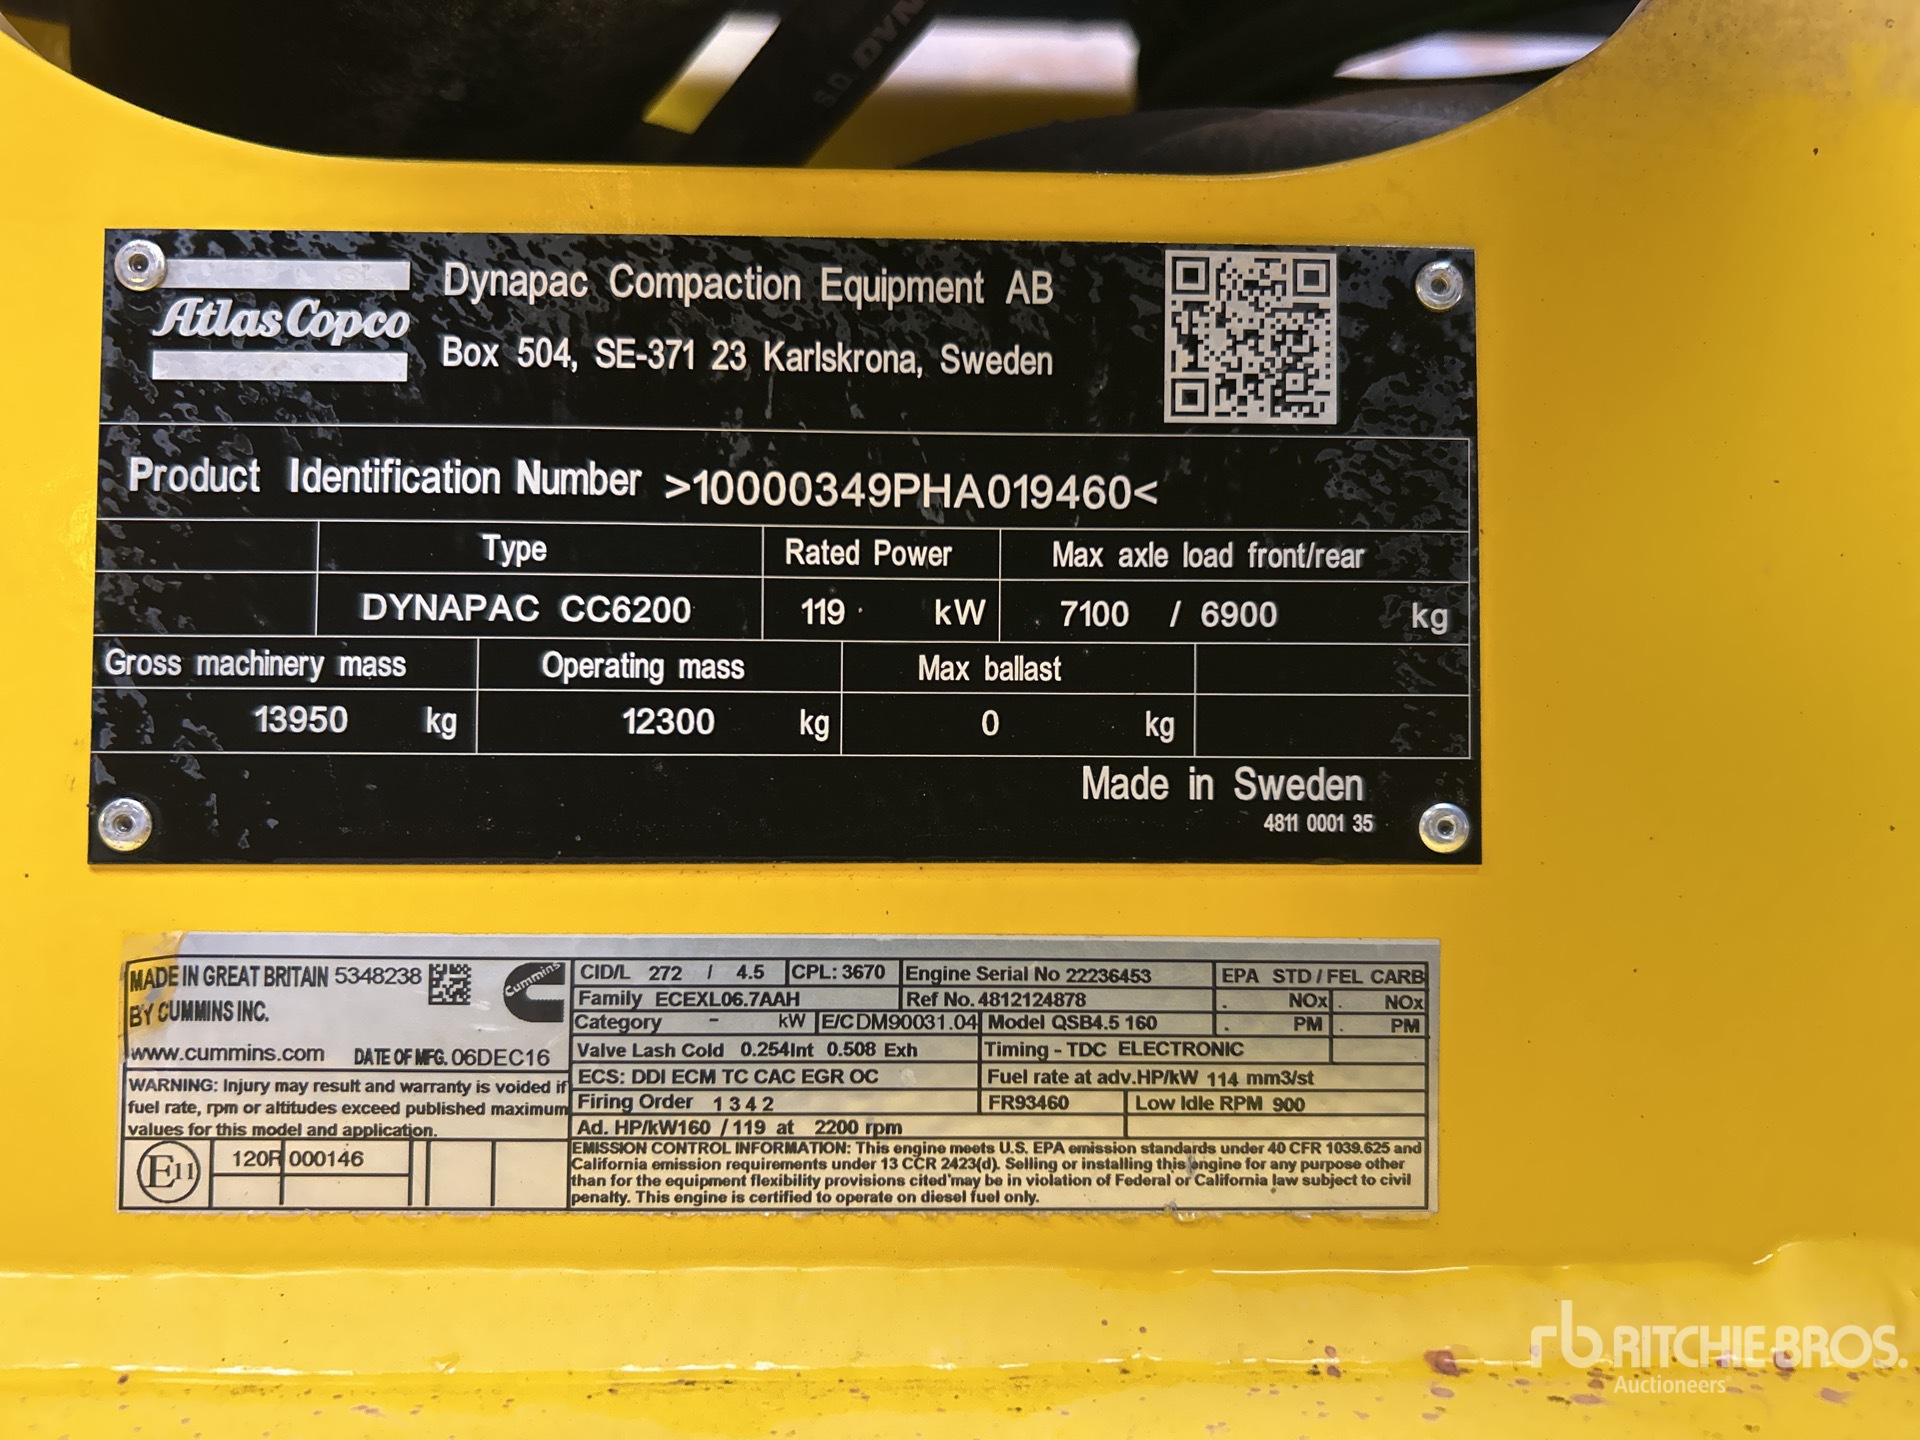 S.D. DYN
Atlas Copco
Dynapac Compaction Equipment AB
Box 504, SE-371 23 Karlskrona, Sweden
Product Identification Number >10000349PHA019460<
Type Rated Power Max axle load front/rear
DYNAPAC CC6200 119 kW 7100 / 6900 kg
Gross machinery mass Operating mass Max ballast
13950 kg 12300 kg 0 kg
Made in Sweden
4811 0001 35
MADE IN GREAT BRITAIN 5348238
BY CUMMINS INC.
Cummins
www.cummins.com DATE OF MFG. 06DEC16
WARNING: Injury may result and warranty is voided if
fuel rate, rpm or altitudes exceed published maximum
values for this model and application.
E11 120R 000146
CID/L 272 / 4.5 CPL: 3670 Engine Serial No 22236453 EPA STD / FEL CARB
Family ECEXL06.7AAH Ref No. 4812124878 . NOx . NOx
Category - kW E/C DM90031.04 Model QSB4.5 160 . PM . PM
Valve Lash Cold 0.254Int 0.508 Exh Timing - TDC ELECTRONIC
ECS: DDI ECM TC CAC EGR OC Fuel rate at adv.HP/kW 114 mm3/st
Firing Order 1 3 4 2 FR93460 Low Idle RPM 900
Ad. HP/kW160 / 119 at 2200 rpm
EMISSION CONTROL INFORMATION: This engine meets U.S. EPA emission standards under 40 CFR 1039.625 and
California emission requirements under 13 CCR 2423(d). Selling or installing this engine for any purpose other
than for the equipment flexibility provisions cited may be in violation of Federal or California law subject to civil
penalty. This engine is certified to operate on diesel fuel only.
rb RITCHIE BROS.
Auctioneers